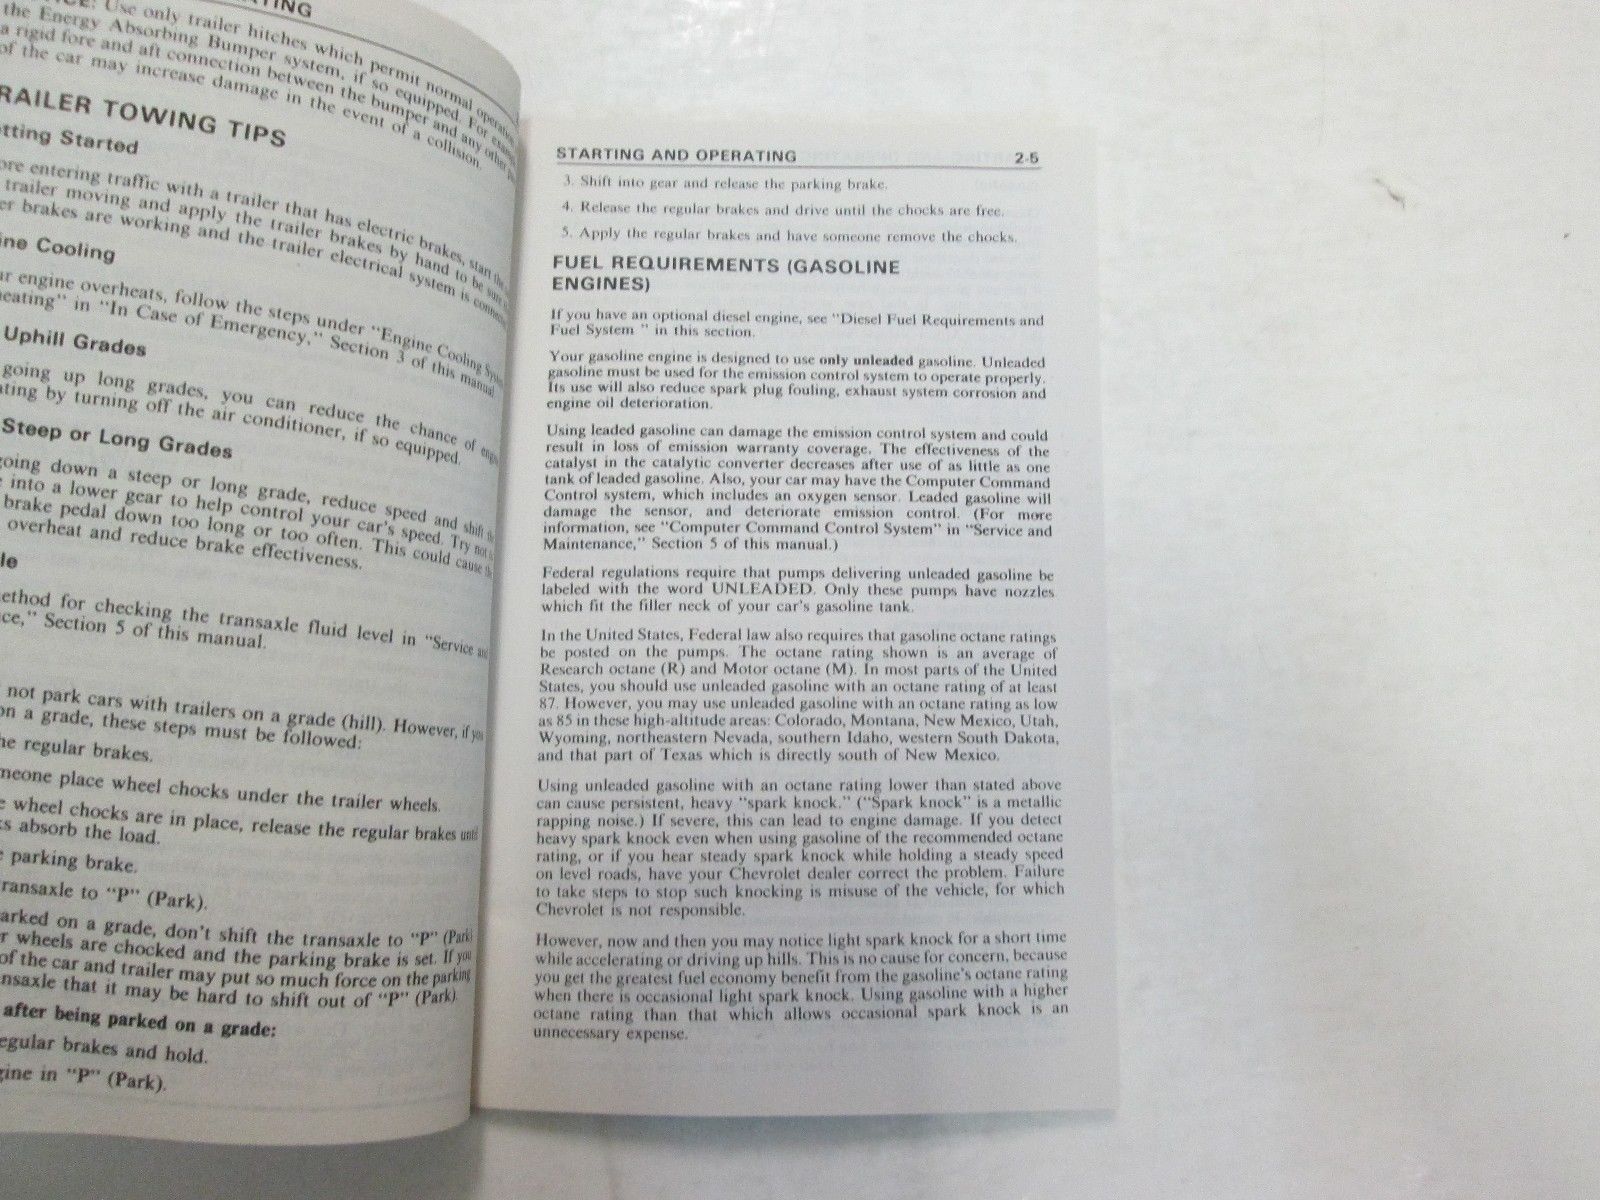 ATING
Use only trailer hitches which permit normal operation
the Energy Absorbing Bumper system, if so equipped. For example
a rigid fore and aft connection between the bumper and any other
of the car may increase damage in the event of a collision.
RAILER TOWING TIPS
tting Started
ore entering traffic with a trailer that has electric brakes, start the
trailer moving and apply the trailer brakes by hand to be sure
er brakes are working and the trailer electrical system is
ine Cooling
ur engine overheats, follow the steps under "Engine Cooling
eating" in "In Case of Emergency," Section 3 of this manual
Uphill Grades
going up long grades, you can reduce the chance of
ating by turning off the air conditioner, if so equipped.
Steep or Long Grades
going down a steep or long grade, reduce speed and shift
into a lower gear to help control your car's speed. Try not
brake pedal down too long or too often. This could cause
overheat and reduce brake effectiveness.
le
ethod for checking the transaxle fluid level in "Service and
ce," Section 5 of this manual.
not park cars with trailers on a grade (hill). However, if you
on a grade, these steps must be followed:
he regular brakes.
meone place wheel chocks under the trailer wheels.
e wheel chocks are in place, release the regular brakes until
ks absorb the load.
e parking brake.
ransaxle to "P" (Park).
arked on a grade, don't shift the transaxle to "P" (Park)
r wheels are chocked and the parking brake is set. If you
of the car and trailer may put so much force on the parking
nsaxle that it may be hard to shift out of "P" (Park).
after being parked on a grade:
egular brakes and hold.
gine in "P" (Park).
STARTING AND OPERATING 2-5
3. Shift into gear and release the parking brake.
4. Release the regular brakes and drive until the chocks are free.
5. Apply the regular brakes and have someone remove the chocks.
FUEL REQUIREMENTS (GASOLINE
ENGINES)
If you have an optional diesel engine, see "Diesel Fuel Requirements and
Fuel System " in this section.
Your gasoline engine is designed to use only unleaded gasoline. Unleaded
gasoline must be used for the emission control system to operate properly.
Its use will also reduce spark plug fouling, exhaust system corrosion and
engine oil deterioration.
Using leaded gasoline can damage the emission control system and could
result in loss of emission warranty coverage. The effectiveness of the
catalyst in the catalytic converter decreases after use of as little as one
tank of leaded gasoline. Also, your car may have the Computer Command
Control system, which includes an oxygen sensor. Leaded gasoline will
damage the sensor, and deteriorate emission control. (For more
information, see "Computer Command Control System" in "Service and
Maintenance," Section 5 of this manual.)
Federal regulations require that pumps delivering unleaded gasoline be
labeled with the word UNLEADED. Only these pumps have nozzles
which fit the filler neck of your car's gasoline tank.
In the United States, Federal law also requires that gasoline octane ratings
be posted on the pumps. The octane rating shown is an average of
Research octane (R) and Motor octane (M). In most parts of the United
States, you should use unleaded gasoline with an octane rating of at least
87. However, you may use unleaded gasoline with an octane rating as low
as 85 in these high-altitude areas: Colorado, Montana, New Mexico, Utah,
Wyoming, northeastern Nevada, southern Idaho, western South Dakota,
and that part of Texas which is directly south of New Mexico.
Using unleaded gasoline with an octane rating lower than stated above
can cause persistent, heavy "spark knock." ("Spark knock" is a metallic
rapping noise.) If severe, this can lead to engine damage. If you detect
heavy spark knock even when using gasoline of the recommended octane
rating, or if you hear steady spark knock while holding a steady speed
on level roads, have your Chevrolet dealer correct the problem. Failure
to take steps to stop such knocking is misuse of the vehicle, for which
Chevrolet is not responsible.
However, now and then you may notice light spark knock for a short time
while accelerating or driving up hills. This is no cause for concern, because
you get the greatest fuel economy benefit from the gasoline's octane rating
when there is occasional light spark knock. Using gasoline with a higher
octane rating than that which allows occasional spark knock is an
unnecessary expense.